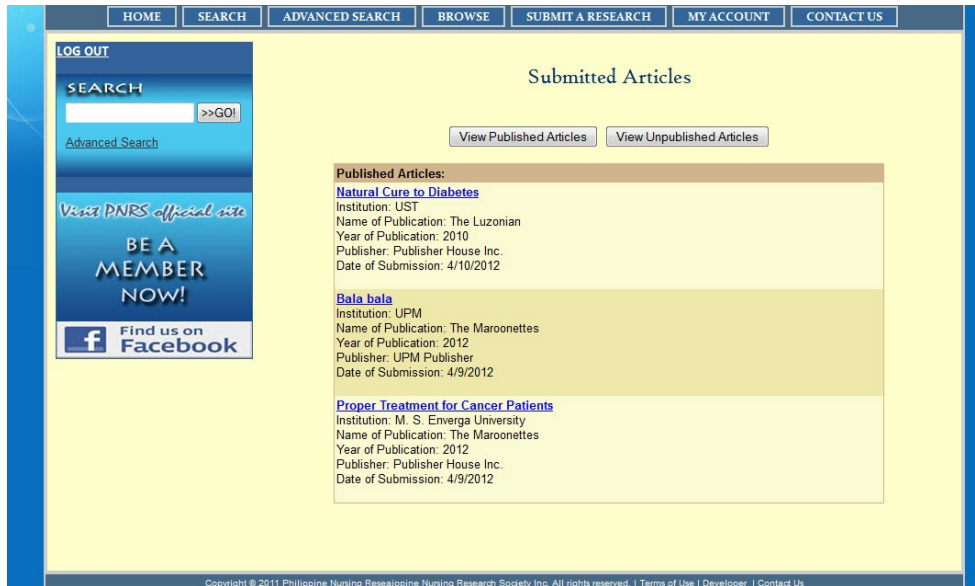 HOME SEARCH ADVANCED SEARCH BROWSE SUBMIT A RESEARCH MY ACCOUNT CONTACT US
LOG OUT
SEARCH
>>GO!
Advanced Search
Visit PNRS official site
BE A
MEMBER
NOW!
Find us on
Facebook
Submitted Articles
View Published Articles View Unpublished Articles
Published Articles:
Natural Cure to Diabetes
Institution: UST
Name of Publication: The Luzonian
Year of Publication: 2010
Publisher: Publisher House Inc.
Date of Submission: 4/10/2012
Bala bala
Institution: UPM
Name of Publication: The Maroonettes
Year of Publication: 2012
Publisher: UPM Publisher
Date of Submission: 4/9/2012
Proper Treatment for Cancer Patients
Institution: M. S. Enverga University
Name of Publication: The Maroonettes
Year of Publication: 2012
Publisher: Publisher House Inc.
Date of Submission: 4/9/2012
Copyright © 2011 Philippine Nursing Reseaippine Nursing Research Society Inc. All rights reserved. | Terms of Use | Developer | Contact Us